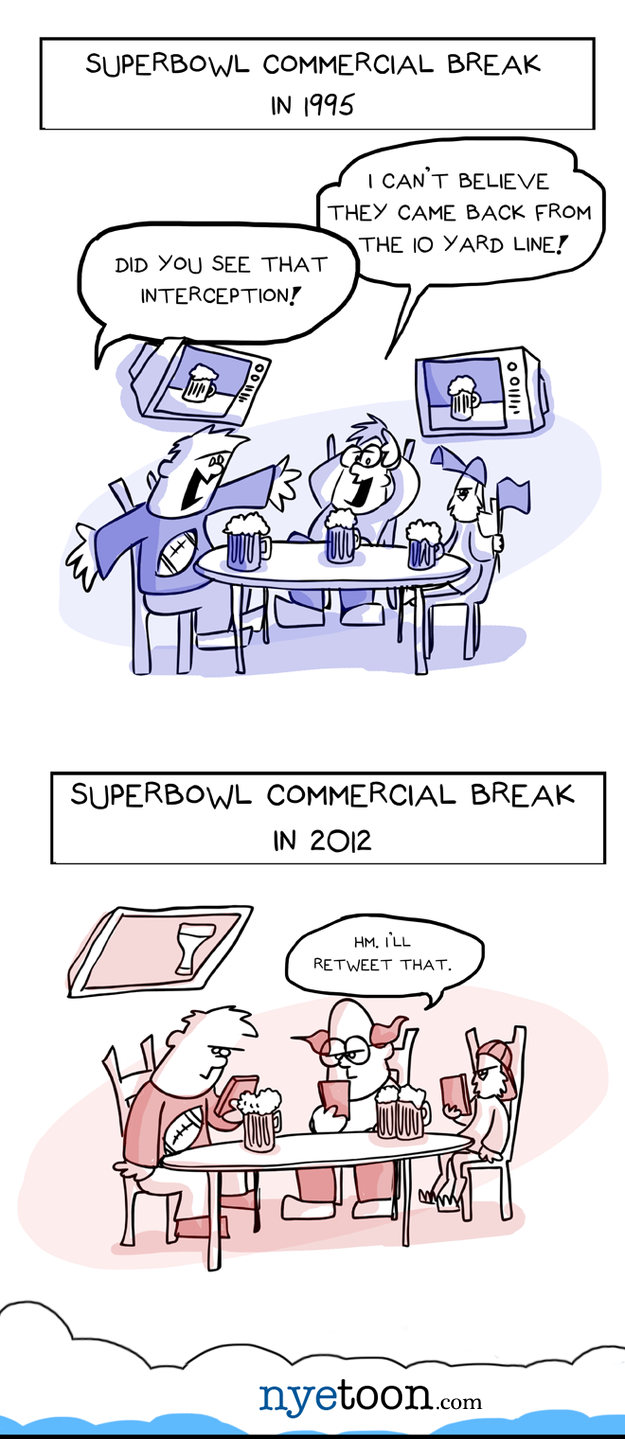 SUPERBOWL COMMERCIAL BREAK
IN 1995
I CAN'T BELIEVE
THEY CAME BACK FROM
THE 10 YARD LINE!
DID YOU SEE THAT
INTERCEPTION!
SUPERBOWL COMMERCIAL BREAK
IN 2012
HM. I'LL
RETWEET THAT.
nyetoon.com